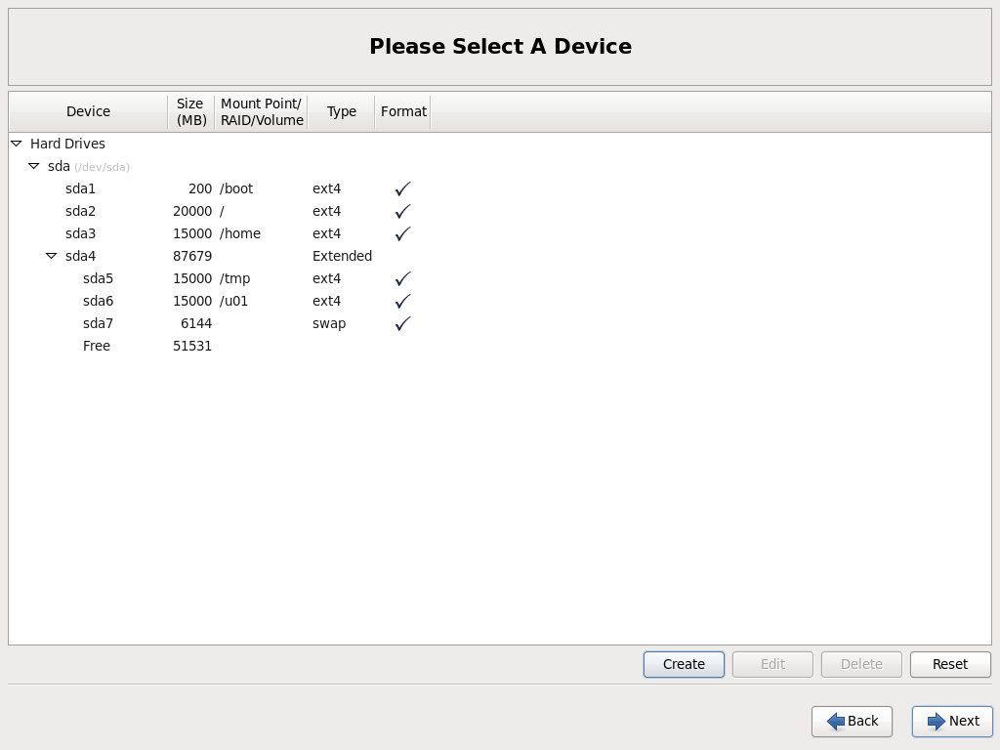 Please Select A Device
Device Size (MB) Mount Point/ RAID/Volume Type Format
Hard Drives
sda (/dev/sda)
sda1 200 /boot ext4 ✓
sda2 20000 / ext4 ✓
sda3 15000 /home ext4 ✓
sda4 87679 Extended
sda5 15000 /tmp ext4 ✓
sda6 15000 /u01 ext4 ✓
sda7 6144 swap ✓
Free 51531
Create Edit Delete Reset
Back Next